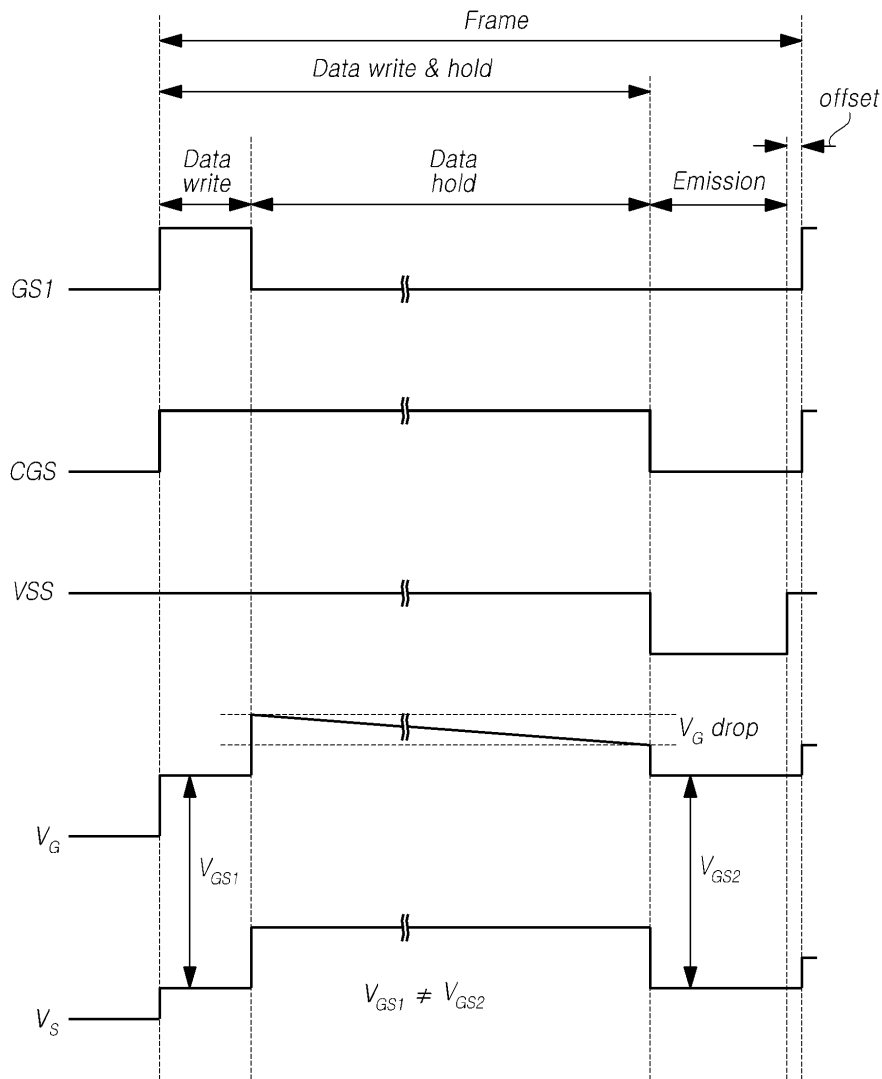 Frame
Data write & hold
offset
Data
write
Data
hold
Emission
GS1
CGS
VSS
V_G drop
V_G
V_GS1
V_GS2
V_GS1 ≠ V_GS2
V_S